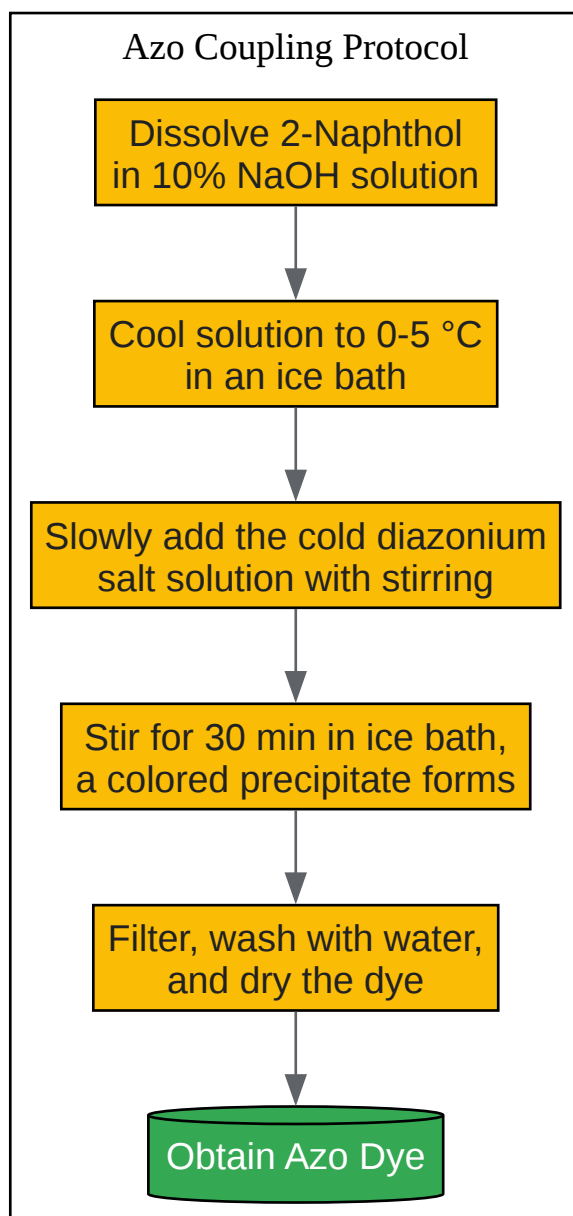 Azo Coupling Protocol
Dissolve 2-Naphthol
in 10% NaOH solution
Cool solution to 0-5 °C
in an ice bath
Slowly add the cold diazonium
salt solution with stirring
Stir for 30 min in ice bath,
a colored precipitate forms
Filter, wash with water,
and dry the dye
Obtain Azo Dye